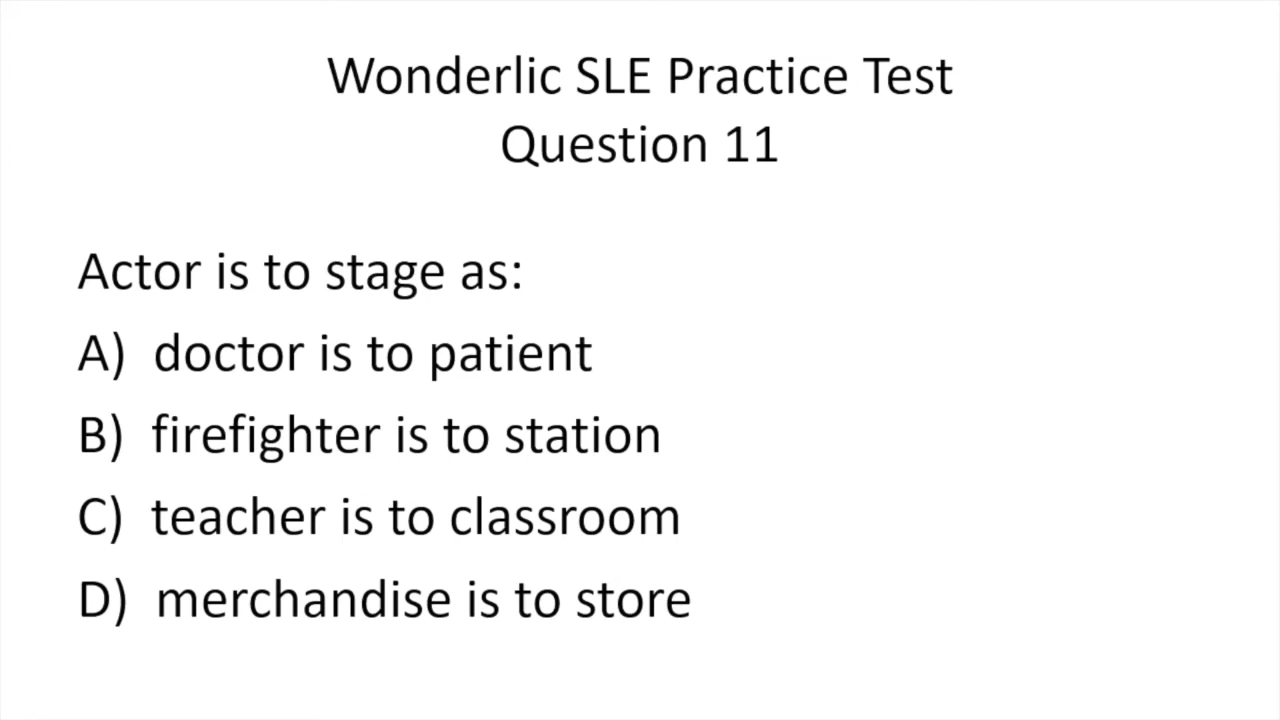 Wonderlic SLE Practice Test
Question 11
Actor is to stage as:
A) doctor is to patient
B) firefighter is to station
C) teacher is to classroom
D) merchandise is to store